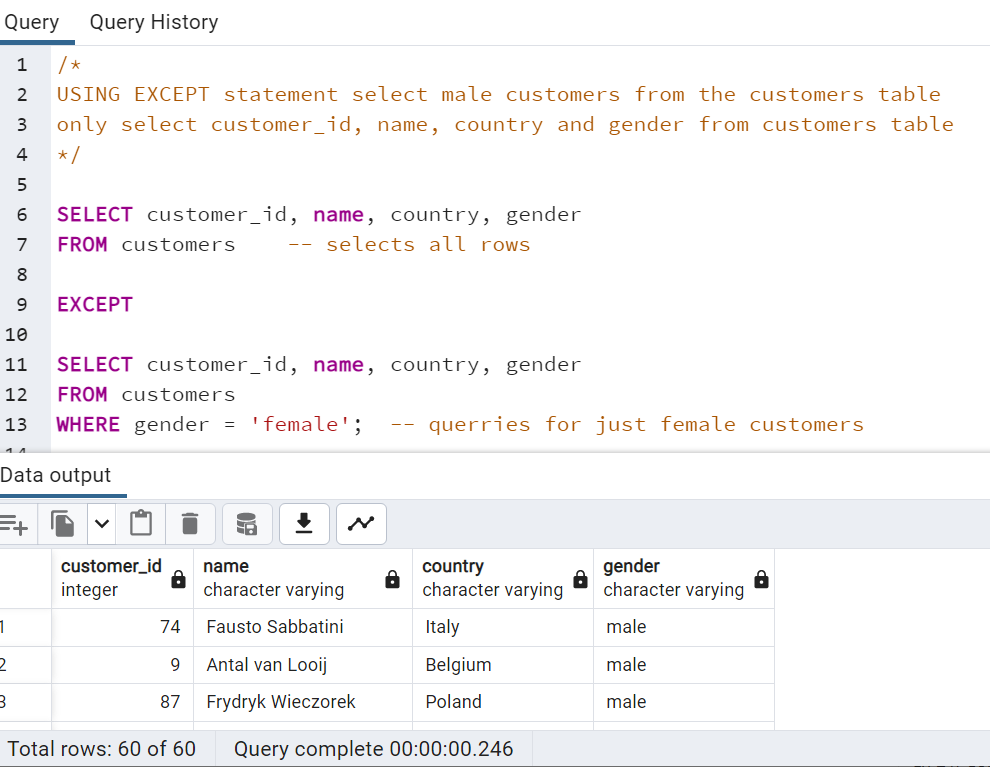 Query Query History
1 /*
2 USING EXCEPT statement select male customers from the customers table
3 only select customer_id, name, country and gender from customers table
4 */
5
6 SELECT customer_id, name, country, gender
7 FROM customers -- selects all rows
8
9 EXCEPT
10
11 SELECT customer_id, name, country, gender
12 FROM customers
13 WHERE gender = 'female'; -- querries for just female customers
Data output
customer_id name country gender
integer character varying character varying character varying
1 74 Fausto Sabbatini Italy male
2 9 Antal van Looij Belgium male
3 87 Frydryk Wieczorek Poland male
Total rows: 60 of 60 Query complete 00:00:00.246